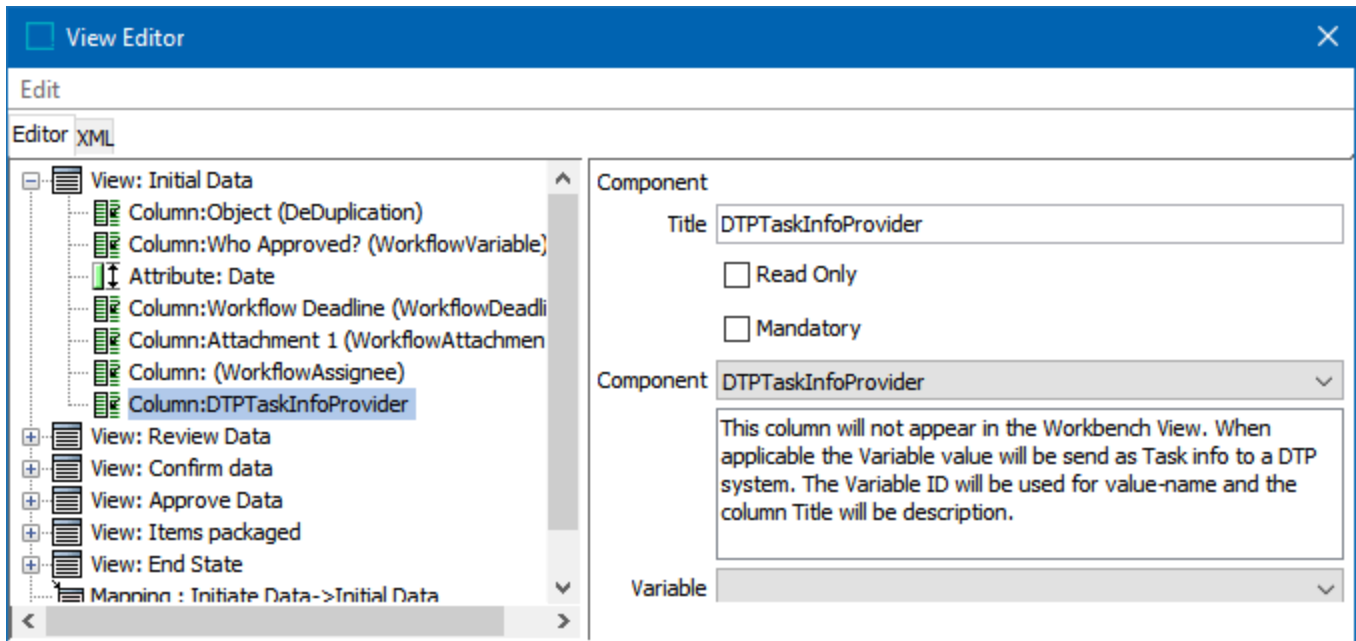 View Editor
Edit
Editor XML
View: Initial Data
Column:Object (DeDuplication)
Column:Who Approved? (WorkflowVariable)
Attribute: Date
Column:Workflow Deadline (WorkflowDeadli
Column:Attachment 1 (WorkflowAttachmen
Column: (WorkflowAssignee)
Column:DTPTaskInfoProvider
View: Review Data
View: Confirm data
View: Approve Data
View: Items packaged
View: End State
Mapping : Initiate Data->Initial Data
Component
Title DTPTaskInfoProvider
Read Only
Mandatory
Component DTPTaskInfoProvider
This column will not appear in the Workbench View. When
applicable the Variable value will be send as Task info to a DTP
system. The Variable ID will be used for value-name and the
column Title will be description.
Variable